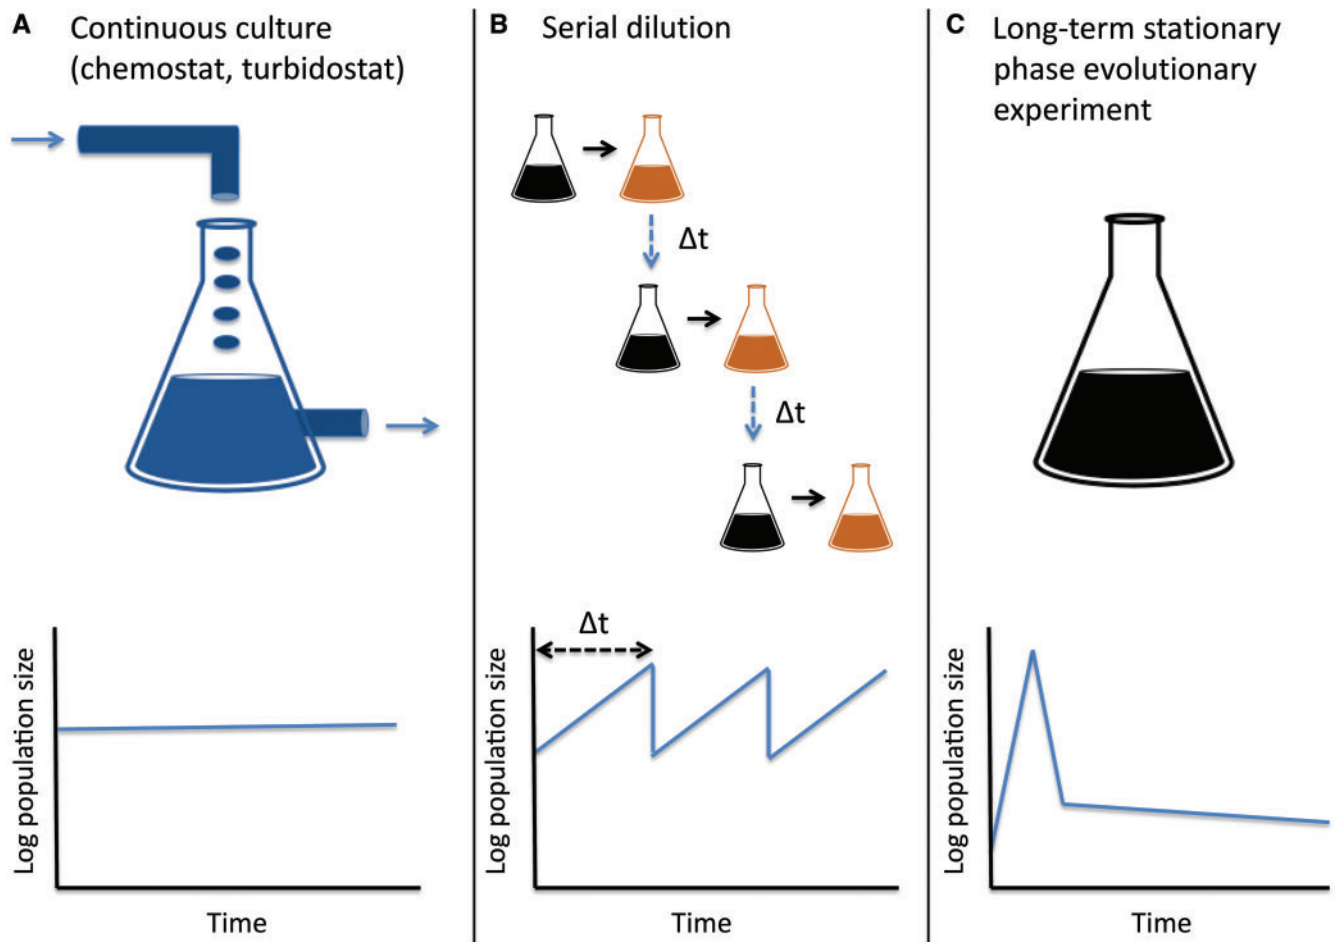 A Continuous culture
(chemostat, turbidostat)
Log population size
Time
B Serial dilution
Δt
Δt
Δt
Log population size
Time
C Long-term stationary
phase evolutionary
experiment
Log population size
Time